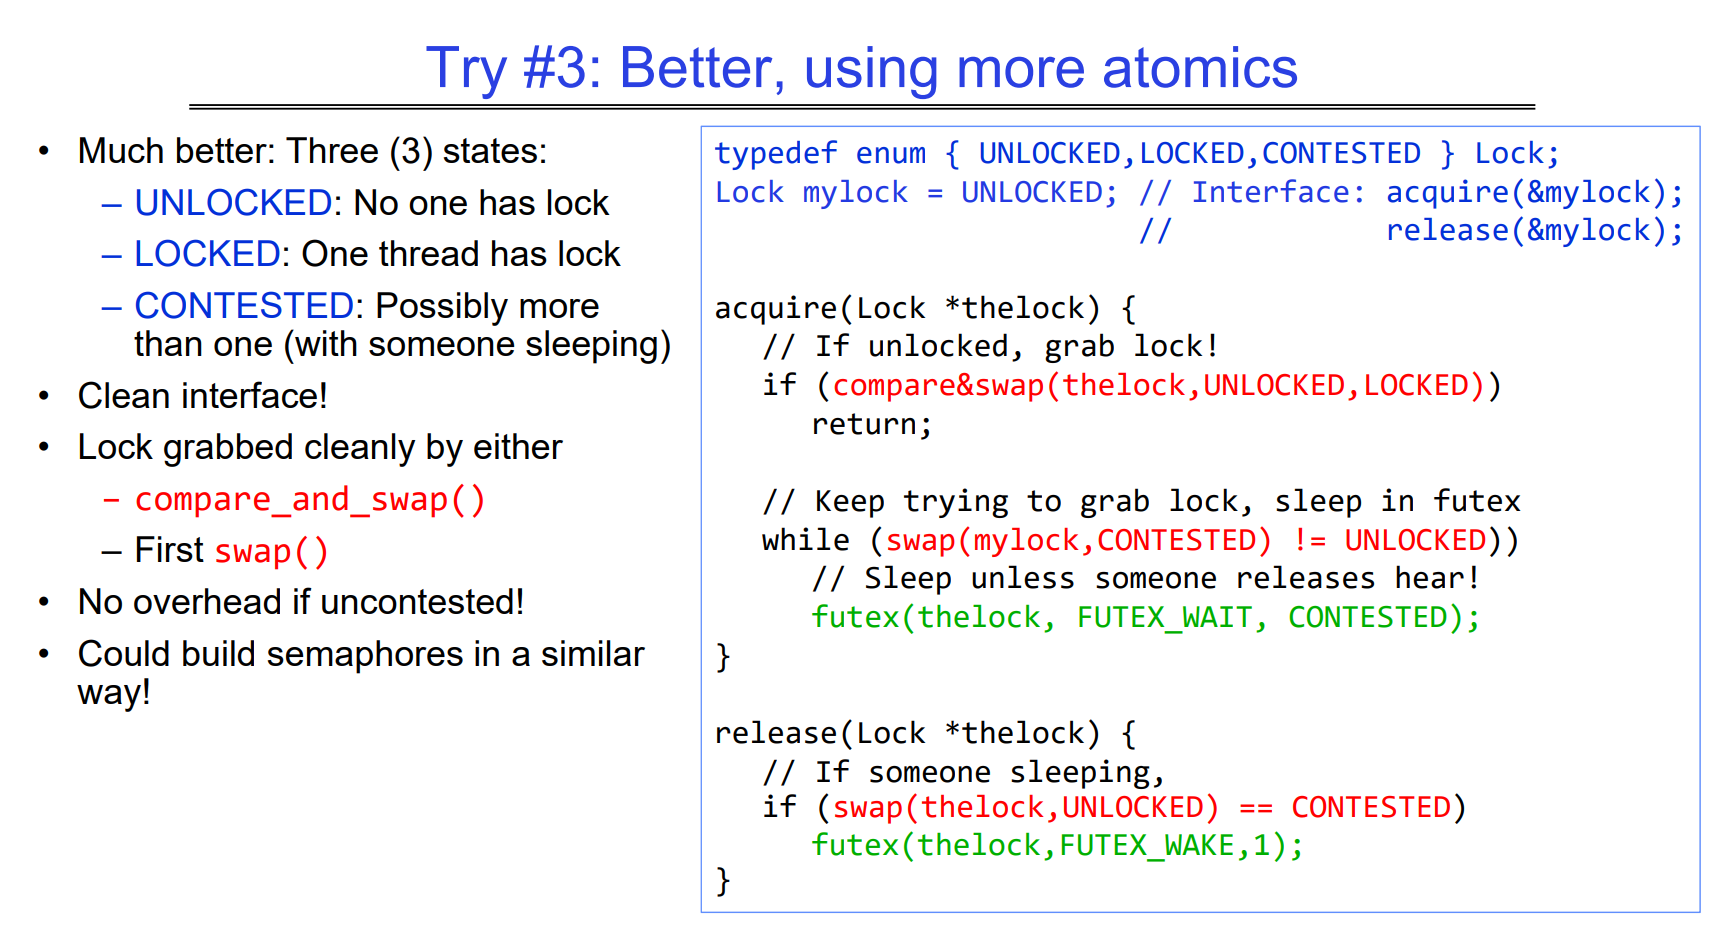 Try #3: Better, using more atomics
• Much better: Three (3) states:
– UNLOCKED: No one has lock
– LOCKED: One thread has lock
– CONTESTED: Possibly more
than one (with someone sleeping)
• Clean interface!
• Lock grabbed cleanly by either
– compare_and_swap()
– First swap()
• No overhead if uncontested!
• Could build semaphores in a similar
way!
typedef enum { UNLOCKED,LOCKED,CONTESTED } Lock;
Lock mylock = UNLOCKED; // Interface: acquire(&mylock);
//            release(&mylock);
acquire(Lock *thelock) {
// If unlocked, grab lock!
if (compare&swap(thelock,UNLOCKED,LOCKED))
return;
// Keep trying to grab lock, sleep in futex
while (swap(mylock,CONTESTED) != UNLOCKED))
// Sleep unless someone releases hear!
futex(thelock, FUTEX_WAIT, CONTESTED);
}
release(Lock *thelock) {
// If someone sleeping,
if (swap(thelock,UNLOCKED) == CONTESTED)
futex(thelock,FUTEX_WAKE,1);
}